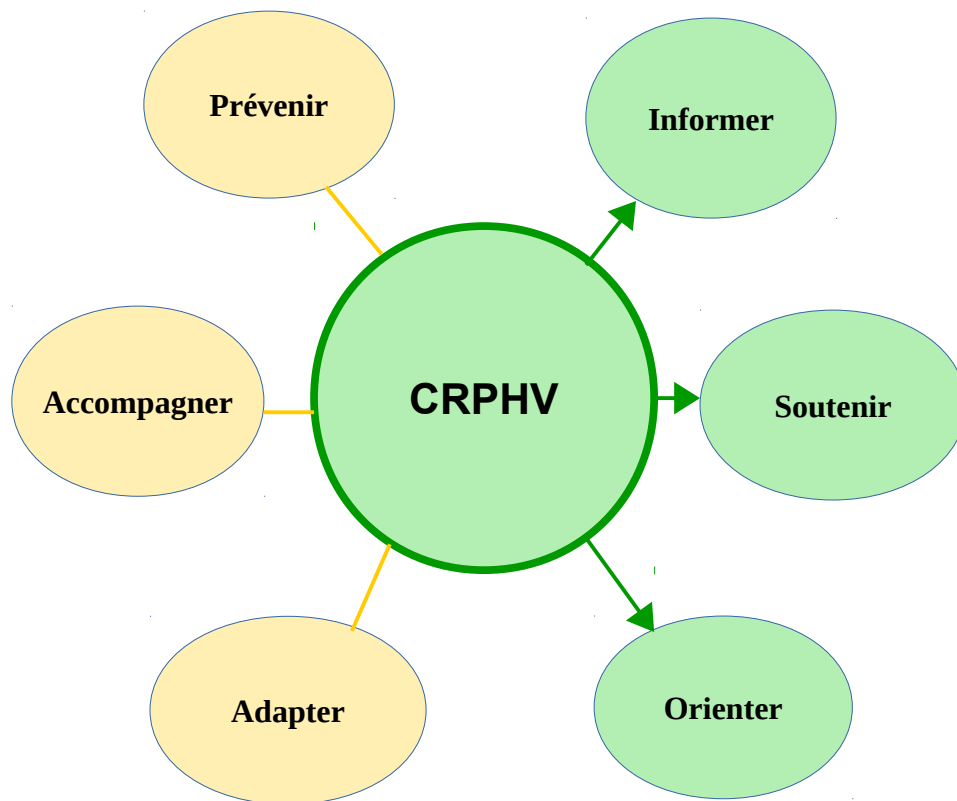 Prévenir
Informer
CRPHV
Accompagner
Soutenir
Adapter
Orienter